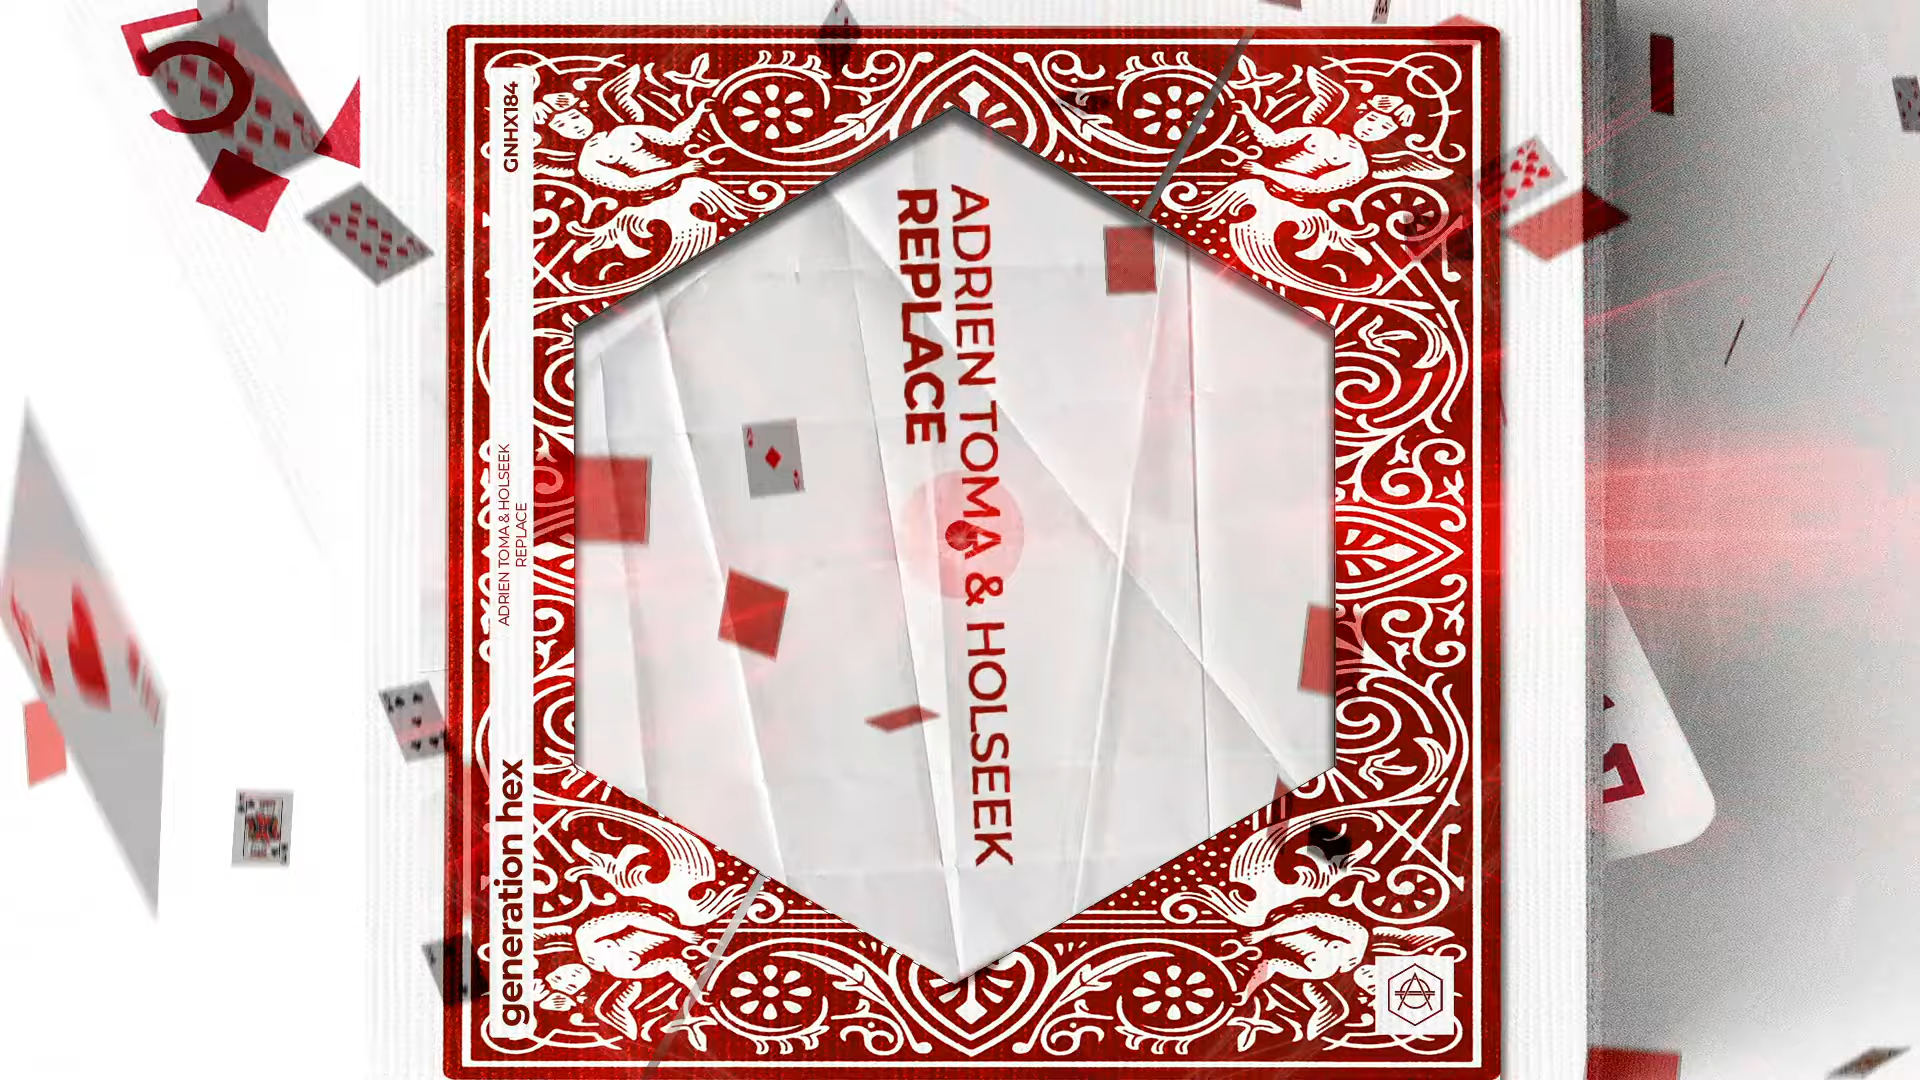 ADRIEN TOMA & HOLSEEK
REPLACE
generation hex
ADRIEN TOMA & HOLSEEK
REPLACE
GNHX184